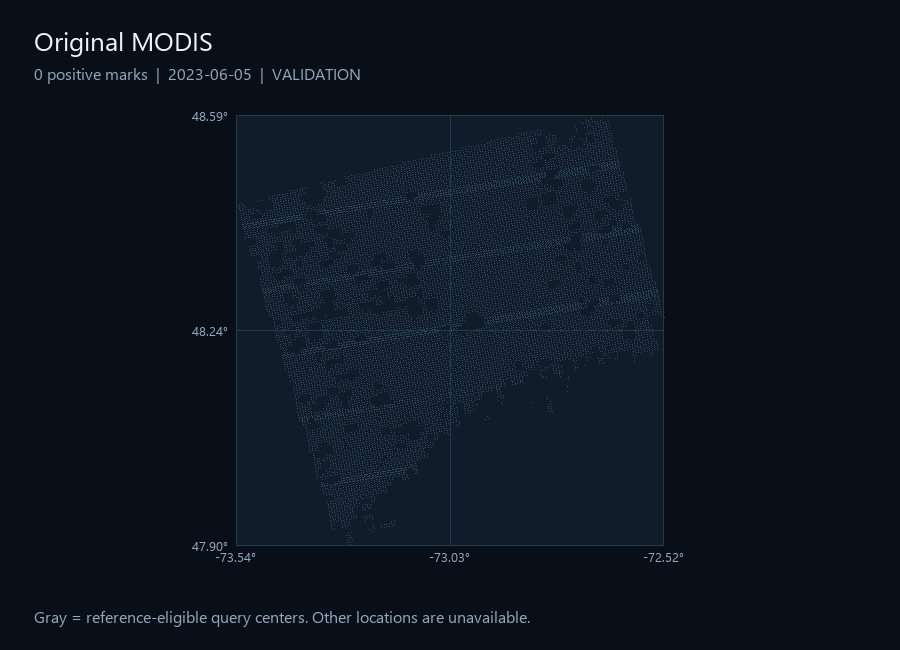 Original MODIS
0 positive marks | 2023-06-05 | VALIDATION
48.59°
48.24°
47.90°
-73.54°
-73.03°
-72.52°
Gray = reference-eligible query centers. Other locations are unavailable.